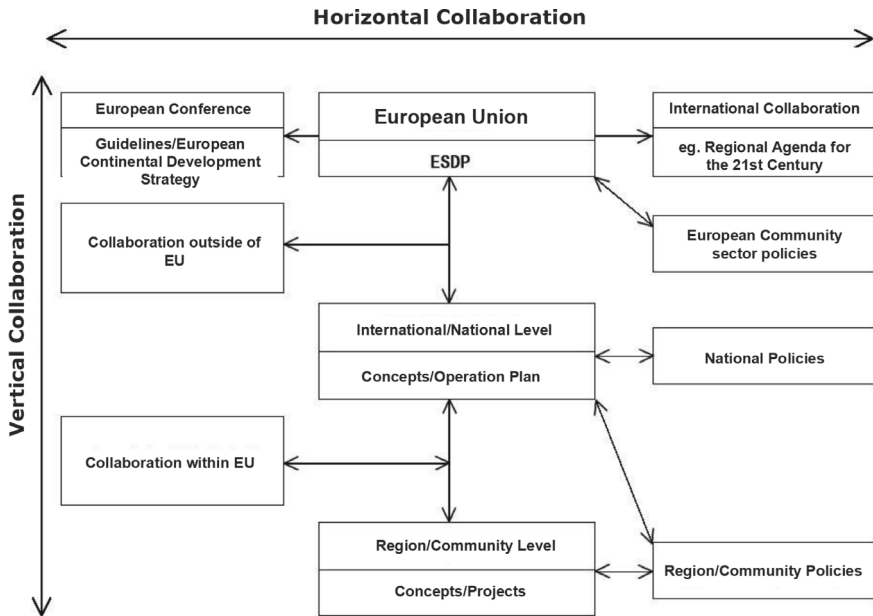 Horizontal Collaboration
Vertical Collaboration
European Conference
Guidelines/European
Continental Development
Strategy
European Union
ESDP
International Collaboration
eg. Regional Agenda for
the 21st Century
Collaboration outside of
EU
European Community
sector policies
International/National Level
Concepts/Operation Plan
National Policies
Collaboration within EU
Region/Community Level
Concepts/Projects
Region/Community Policies